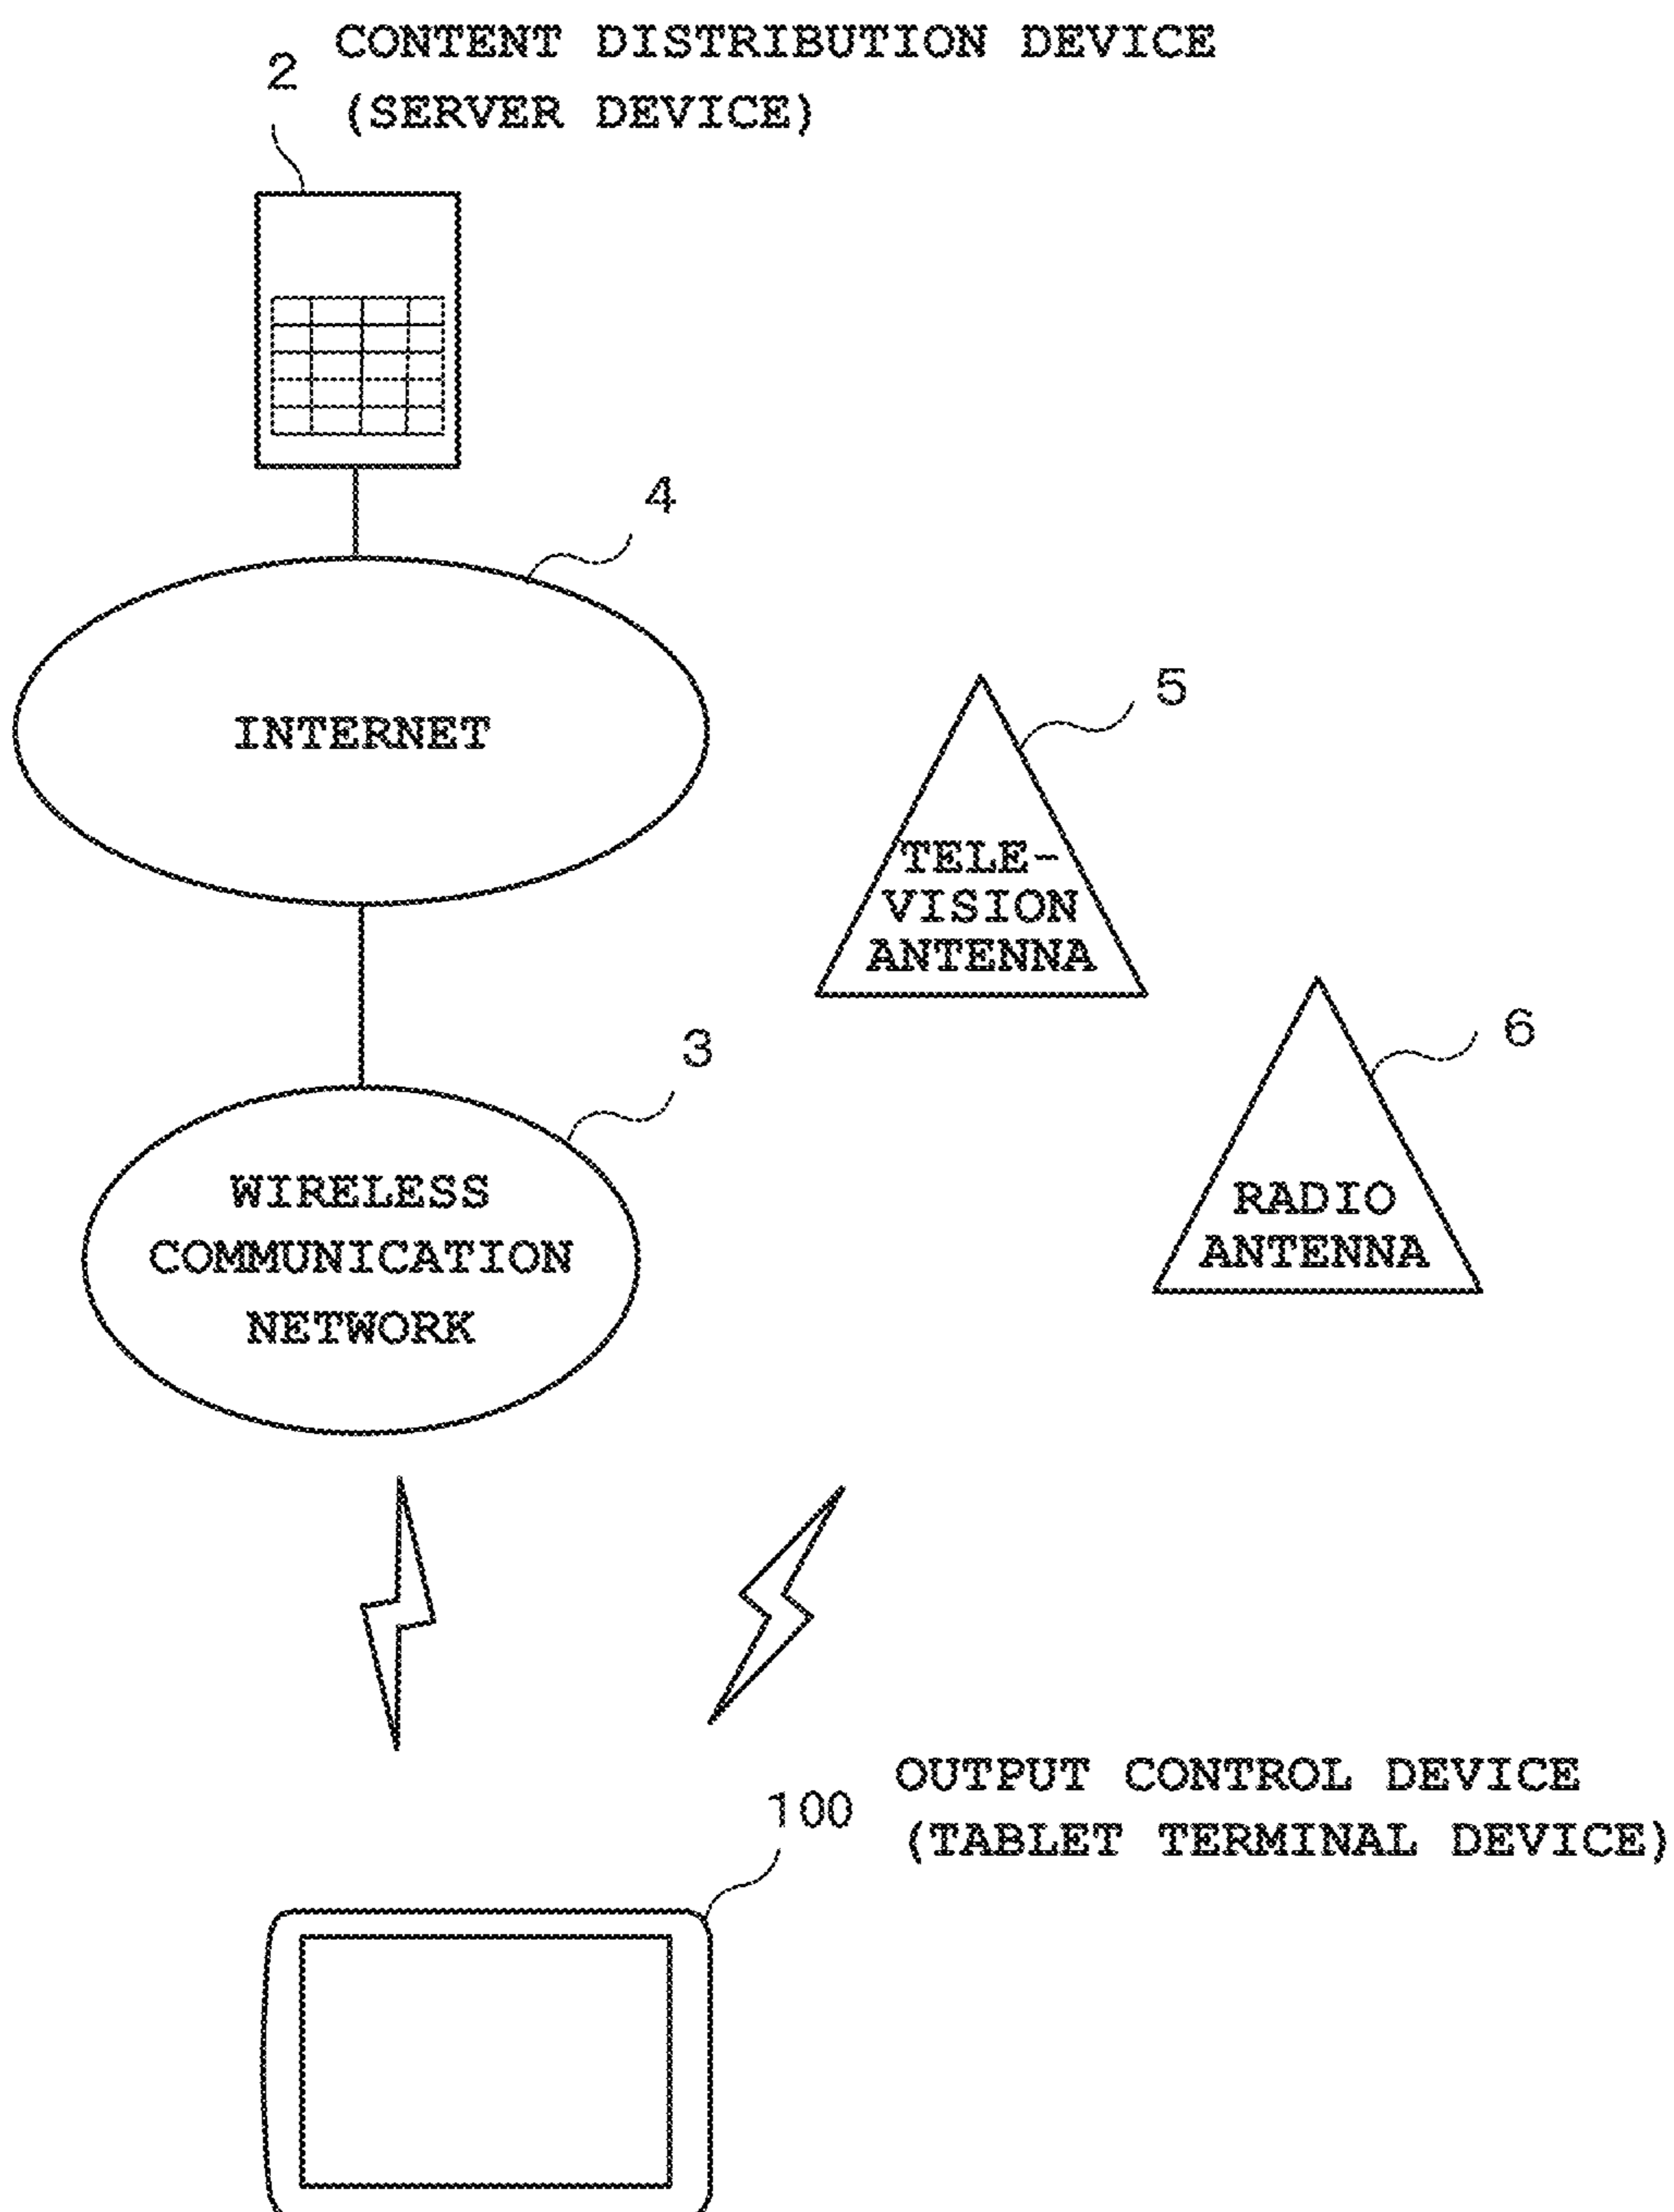 2 CONTENT DISTRIBUTION DEVICE
(SERVER DEVICE)
4
INTERNET
5
TELE-
VISION
ANTENNA
3
6
WIRELESS
COMMUNICATION
NETWORK
RADIO
ANTENNA
100 OUTPUT CONTROL DEVICE
(TABLET TERMINAL DEVICE)